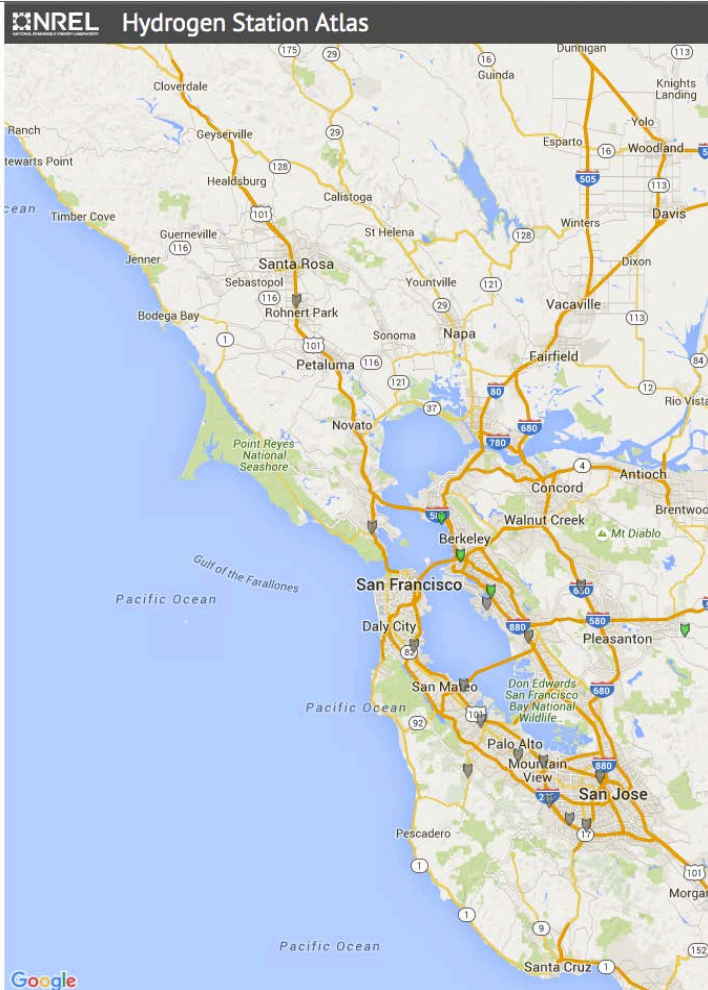 NREL
NATIONAL RENEWABLE ENERGY LABORATORY
Hydrogen Station Atlas
175
29
16
Dunnigan
113
Guinda
Cloverdale
Knights
Landing
Ranch
Geyserville
29
Yolo
Esparto
16
Woodland
5
tewarts Point
128
Healdsburg
505
113
Calistoga
cean
Timber Cove
101
Davis
Guerneville
116
St Helena
128
Winters
Jenner
Santa Rosa
Dixon
Sebastopol
Yountville
121
116
Rohnert Park
29
Vacaville
113
Bodega Bay
1
101
Sonoma
Napa
Petaluma
116
Fairfield
84
121
80
12
37
Rio Vista
Novato
680
780
Point Reyes
National
Seashore
4
Antioch
Concord
Brentwoo
58
Walnut Creek
Berkeley
Mt Diablo
Gulf of the Farallones
San Francisco
680
Pacific Ocean
580
Daly City
880
Pleasanton
82
San Mateo
Don Edwards
San Francisco
Bay National
Wildlife...
680
Pacific Ocean
92
101
Palo Alto
Mountain
View
880
San Jose
2
17
Pescadero
1
101
Morga
1
9
Pacific Ocean
152
Santa Cruz
1
Google